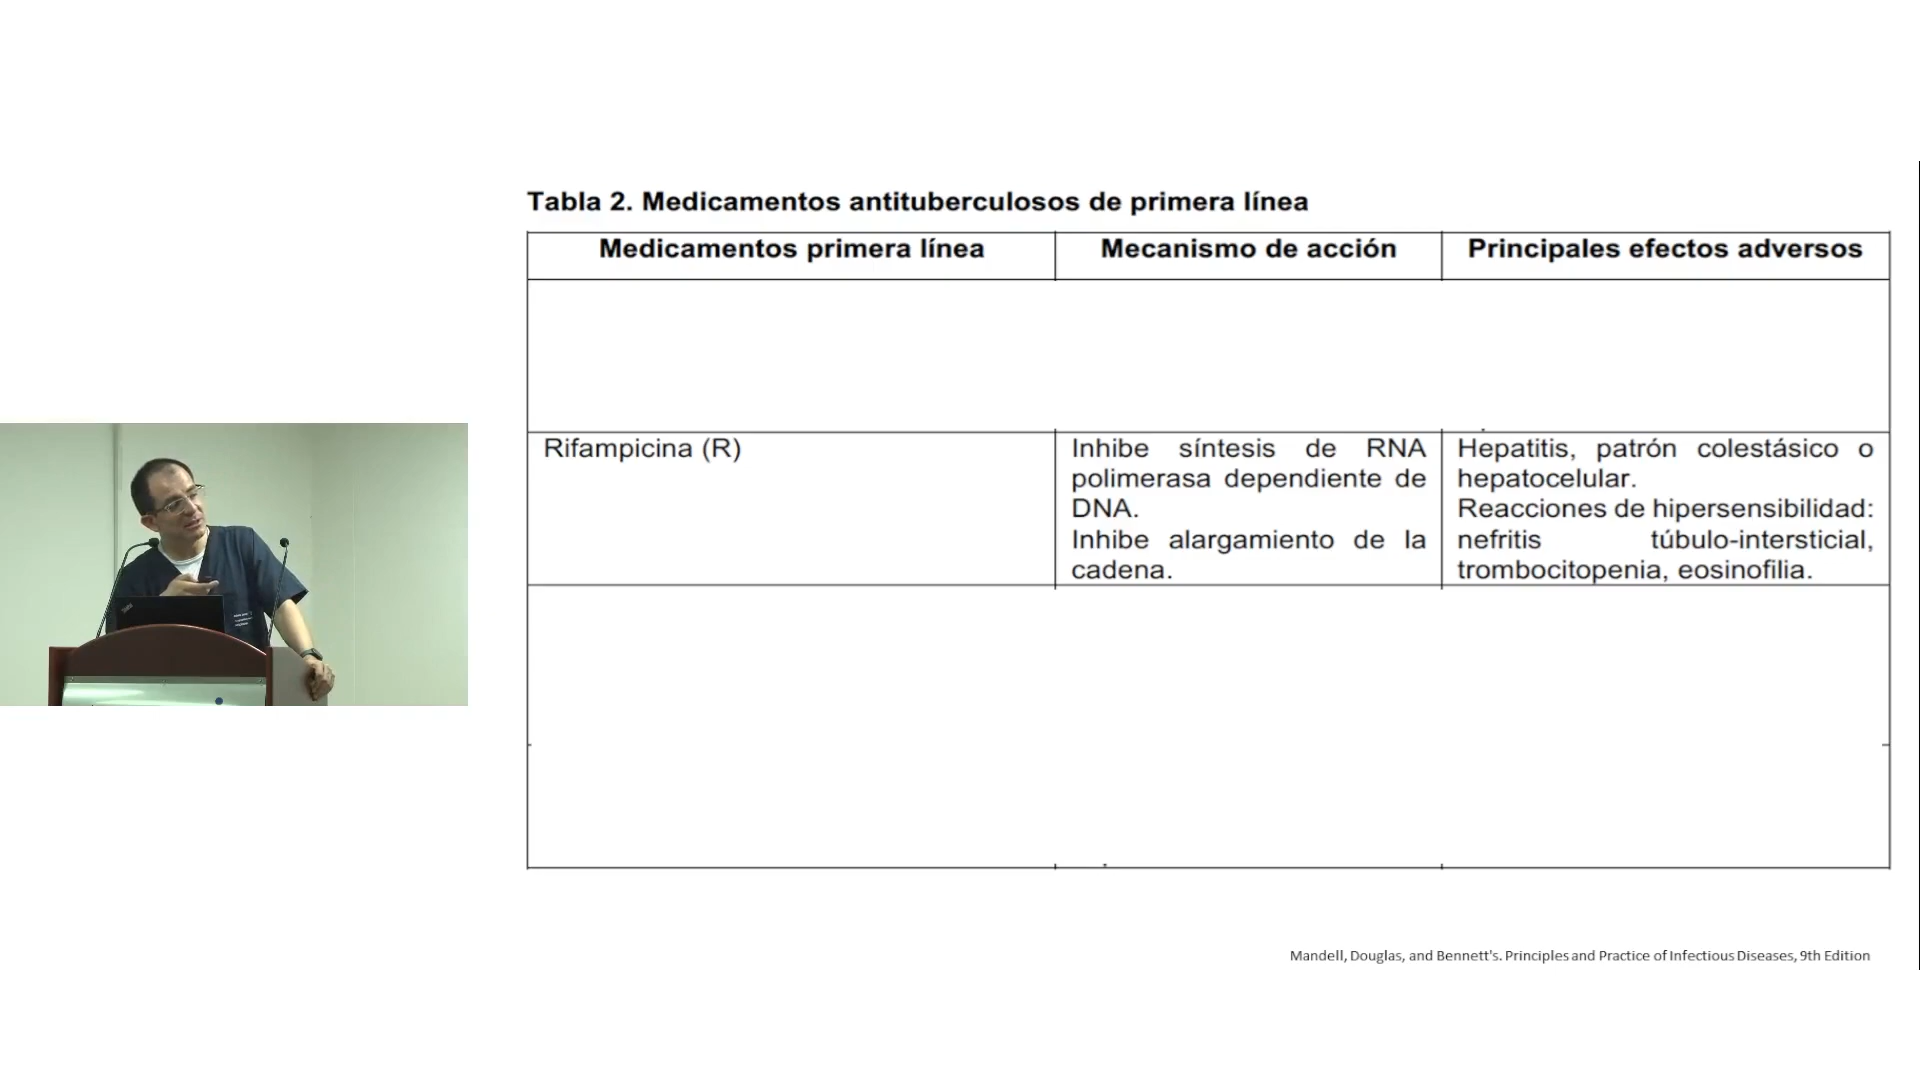 Tabla 2. Medicamentos antituberculosos de primera línea
Medicamentos primera línea
Mecanismo de acción
Principales efectos adversos
Rifampicina (R)
Inhibe síntesis de RNA
polimerasa dependiente de
DNA.
Inhibe alargamiento de la
cadena.
Hepatitis, patrón colestásico o
hepatocelular.
Reacciones de hipersensibilidad:
nefritis túbulo-intersticial,
trombocitopenia, eosinofilia.
Mandell, Douglas, and Bennett's. Principles and Practice of Infectious Diseases, 9th Edition